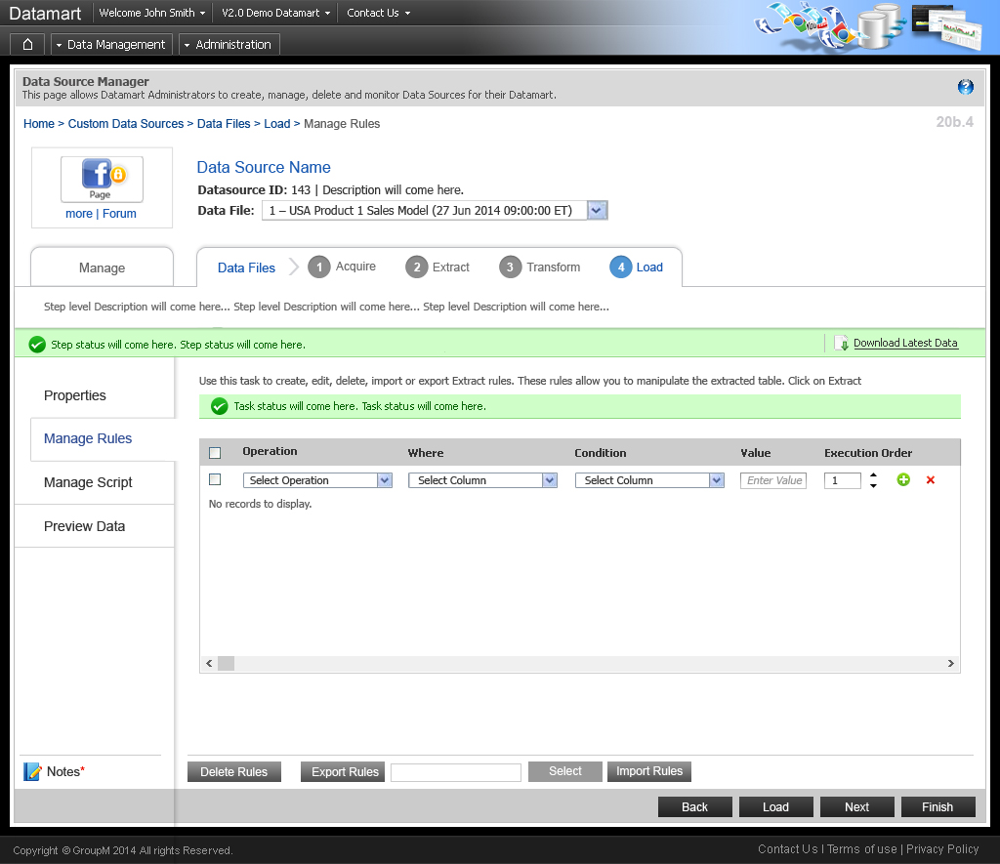 Datamart Welcome John Smith V2.0 Demo Datamart Contact Us
Data Management Administration
Data Source Manager
This page allows Datamart Administrators to create, manage, delete and monitor Data Sources for their Datamart.
Home > Custom Data Sources > Data Files > Load > Manage Rules
20b.4
Page
more | Forum
Data Source Name
Datasource ID: 143 | Description will come here.
Data File: 1 – USA Product 1 Sales Model (27 Jun 2014 09:00:00 ET)
Manage
Data Files 1 Acquire 2 Extract 3 Transform 4 Load
Step level Description will come here... Step level Description will come here... Step level Description will come here...
Step status will come here. Step status will come here.
Download Latest Data
Properties
Manage Rules
Manage Script
Preview Data
Use this task to create, edit, delete, import or export Extract rules. These rules allow you to manipulate the extracted table. Click on Extract
Task status will come here. Task status will come here.
Operation Where Condition Value Execution Order
Select Operation Select Column Select Column Enter Value 1
No records to display.
Notes*
Delete Rules Export Rules Select Import Rules
Back Load Next Finish
Copyright © GroupM 2014 All rights Reserved.
Contact Us | Terms of use | Privacy Policy